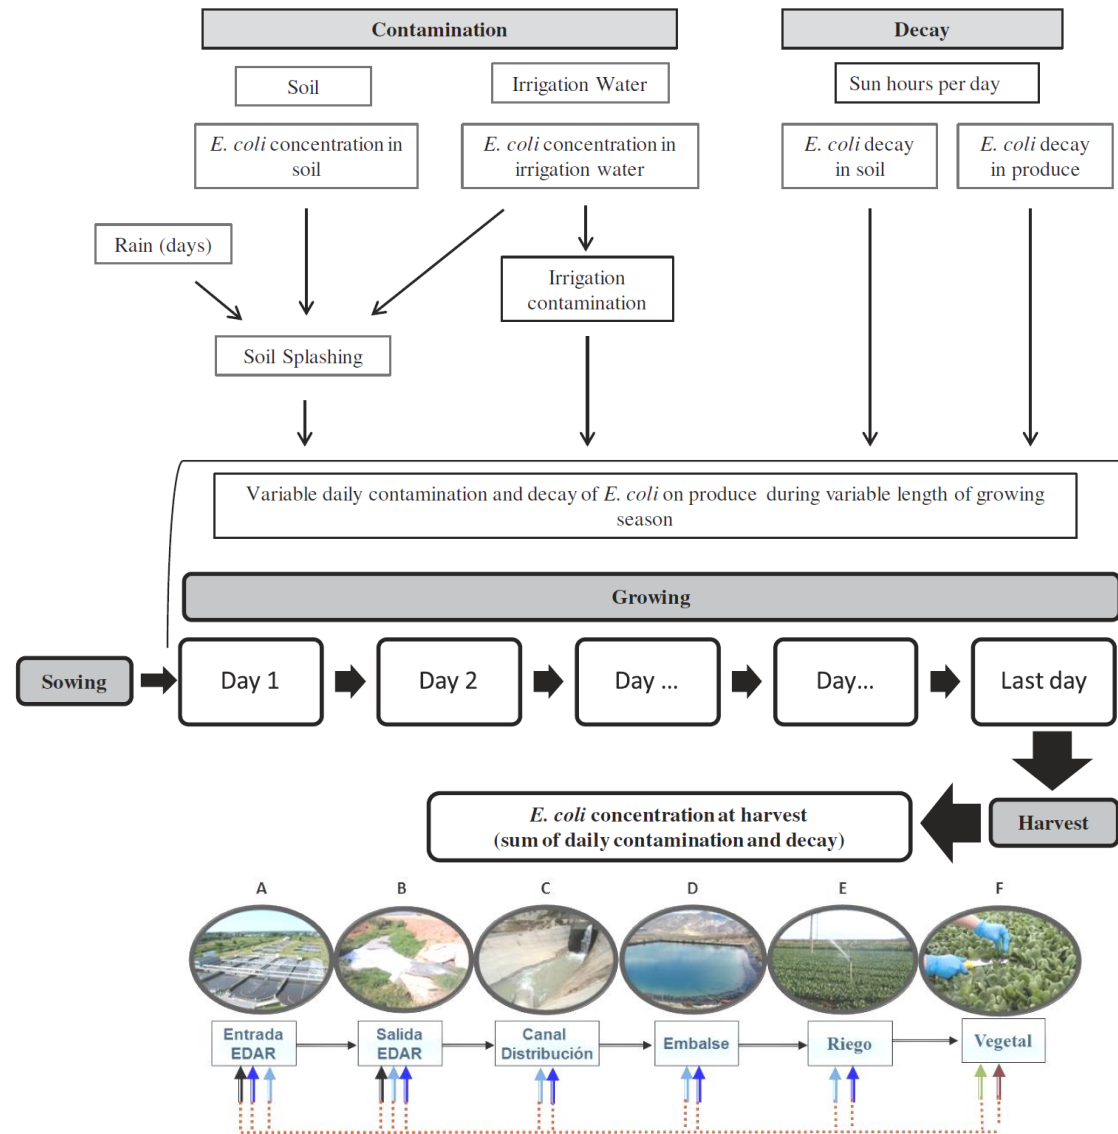 Contamination
Decay
Soil
Irrigation Water
Sun hours per day
E. coli concentration in
soil
E. coli concentration in
irrigation water
E. coli decay
in soil
E. coli decay
in produce
Rain (days)
Irrigation
contamination
Soil Splashing
Variable daily contamination and decay of E. coli on produce during variable length of growing
season
Growing
Sowing
Day 1
Day 2
Day ...
Day...
Last day
Harvest
E. coli concentration at harvest
(sum of daily contamination and decay)
A
B
C
D
E
F
Entrada
EDAR
Salida
EDAR
Canal
Distribución
Embalse
Riego
Vegetal